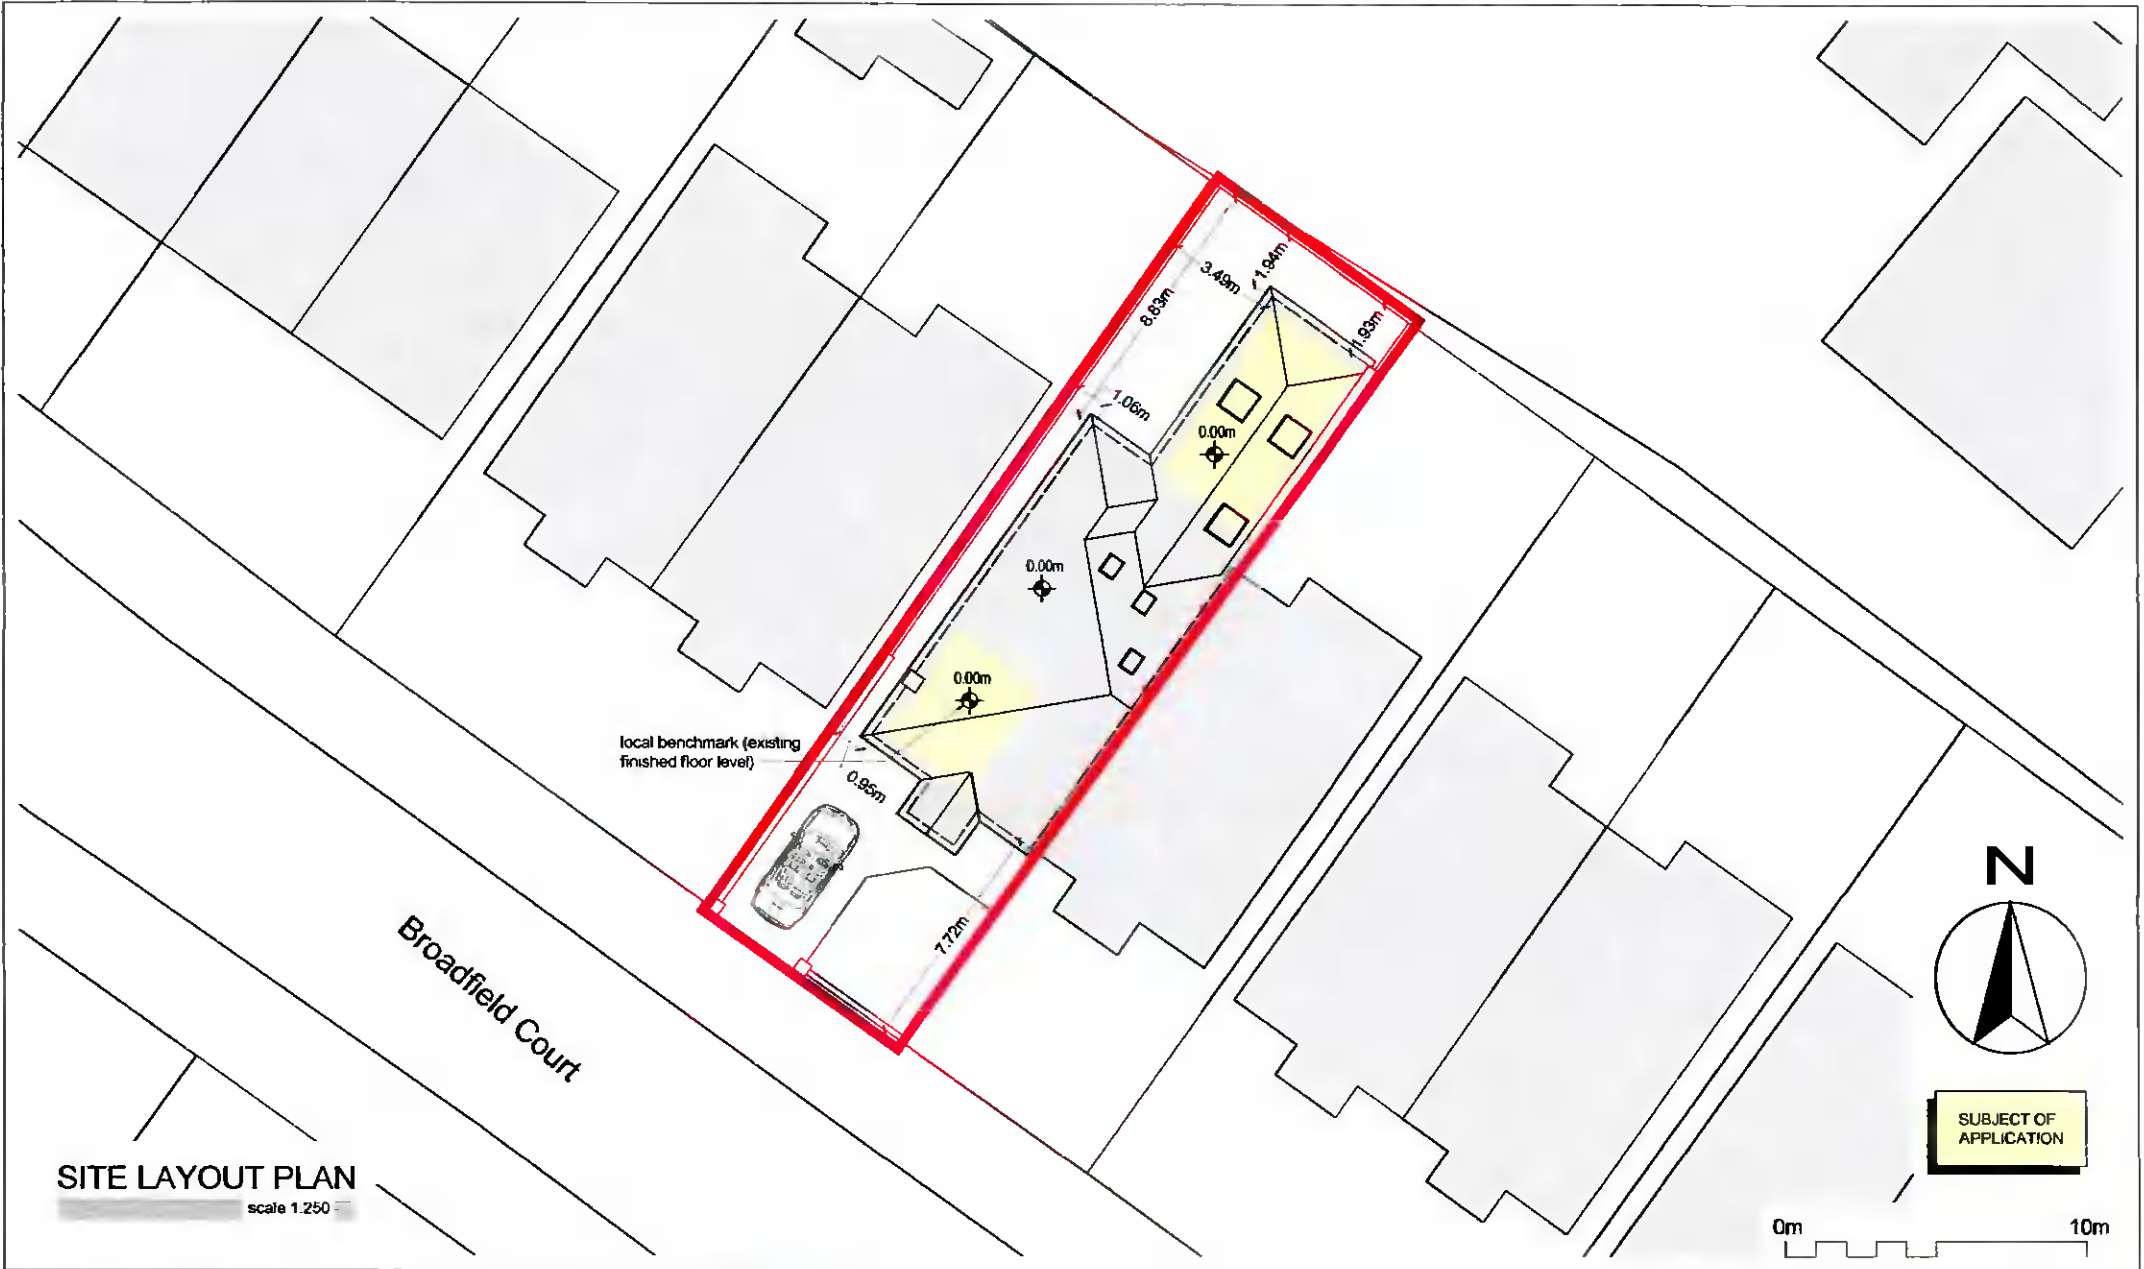 1.94m
3.49m
8.83m
1.93m
1.06m
0.00m
0.00m
0.00m
local benchmark (existing
finished floor level)
0.95m
7.72m
Broadfield Court
N
SUBJECT OF
APPLICATION
SITE LAYOUT PLAN
scale 1:250
0m
10m